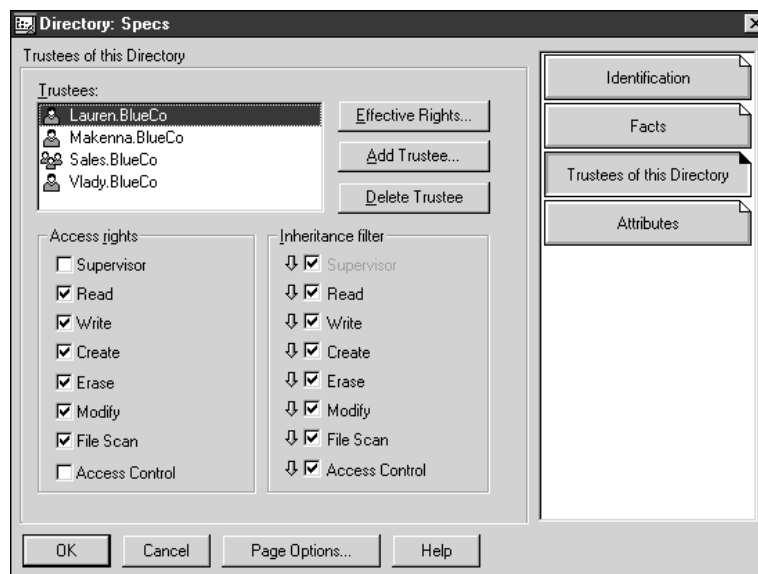 Directory: Specs
Trustees of this Directory
Trustees:
Lauren.BlueCo
Makenna.BlueCo
Sales.BlueCo
Vlady.BlueCo
Effective Rights...
Add Trustee...
Delete Trustee
Access rights
Supervisor
Read
Write
Create
Erase
Modify
File Scan
Access Control
Inheritance filter
Supervisor
Read
Write
Create
Erase
Modify
File Scan
Access Control
Identification
Facts
Trustees of this Directory
Attributes
OK
Cancel
Page Options...
Help